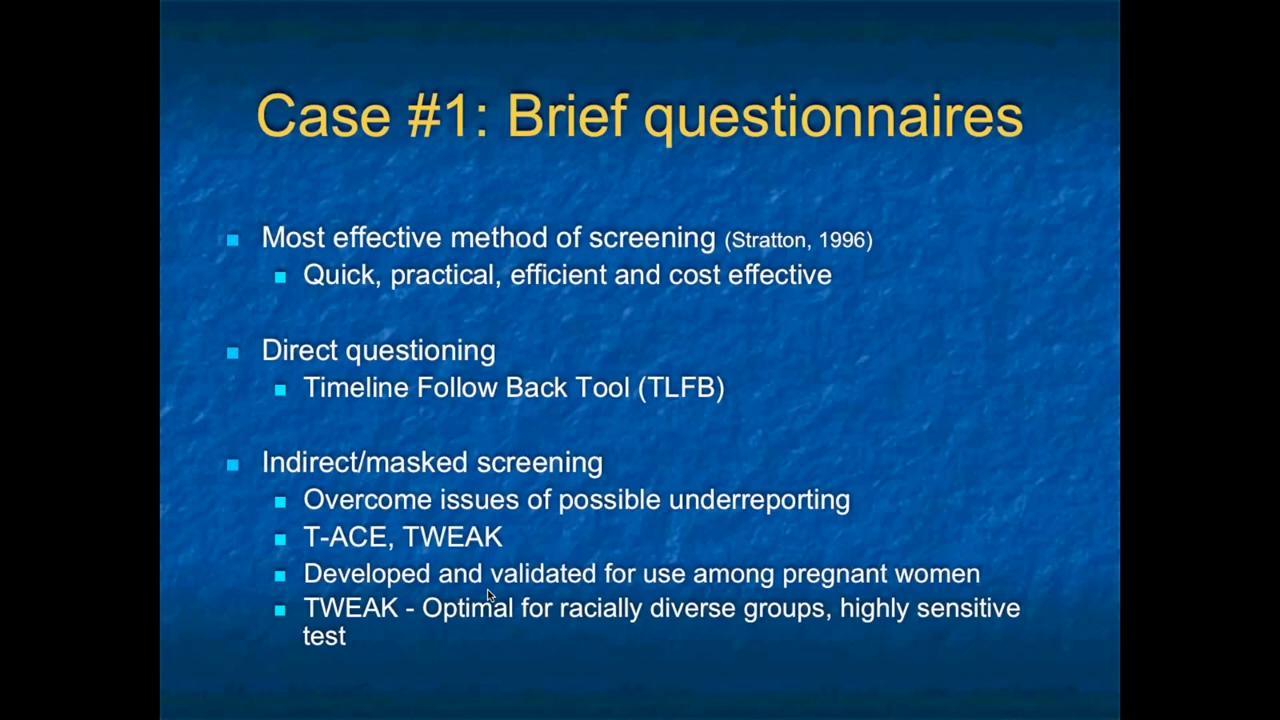 Case #1: Brief questionnaires
Most effective method of screening (Stratton, 1996)
Quick, practical, efficient and cost effective
Direct questioning
Timeline Follow Back Tool (TLFB)
Indirect/masked screening
Overcome issues of possible underreporting
T-ACE, TWEAK
Developed and validated for use among pregnant women
TWEAK - Optimal for racially diverse groups, highly sensitive
test